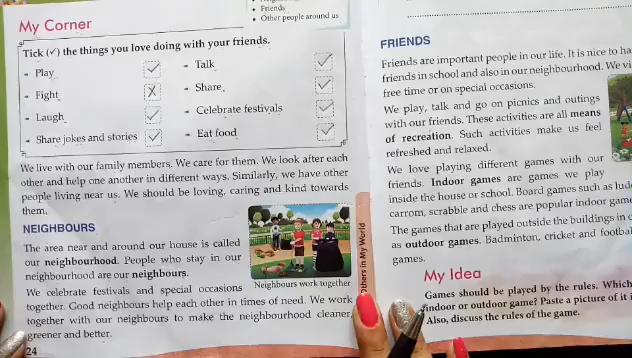 My Corner
• Friends
• Other people around us
Tick (✓) the things you love doing with your friends.
Play ✓
Talk ✓
Fight X
Share ✓
Laugh ✓
Celebrate festivals ✓
Share jokes and stories ✓
Eat food ✓
We live with our family members. We care for them. We look after each
other and help one another in different ways. Similarly, we have other
people living near us. We should be loving, caring and kind towards
them.
NEIGHBOURS
The area near and around our house is called
our neighbourhood. People who stay in our
neighbourhood are our neighbours.
Neighbours work together
We celebrate festivals and special occasions
together. Good neighbours help each other in times of need. We work
together with our neighbours to make the neighbourhood cleaner,
greener and better.
24
Others in My World
FRIENDS
Friends are important people in our life. It is nice to
friends in school and also in our neighbourhood. We
free time or on special occasions.
We play, talk and go on picnics and outings
with our friends. These activities are all means
of recreation. Such activities make us feel
refreshed and relaxed.
We love playing different games with our
friends. Indoor games are games we play
inside the house or school. Board games such as
carrom, scrabble and chess are popular indoor
The games that are played outside the buildings in
as outdoor games. Badminton, cricket and
games.
My Idea
Games should be played by the rules. Which
indoor or outdoor game? Paste a picture of it
Also, discuss the rules of the game.